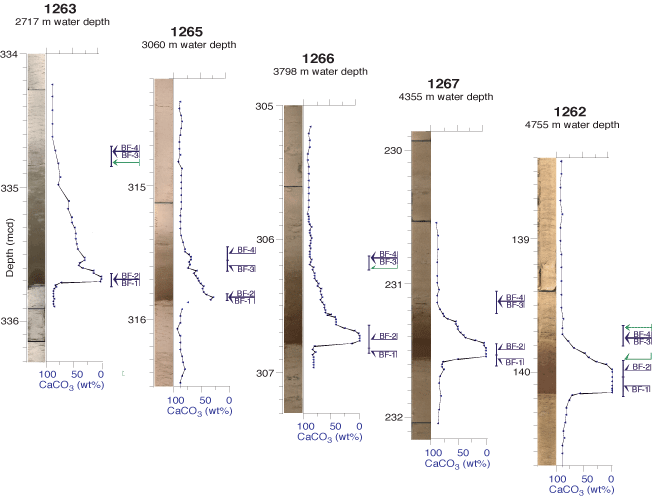 1263
2717 m water depth
1265
3060 m water depth
1266
3798 m water depth
1267
4355 m water depth
1262
4755 m water depth
Depth (mcd)
334
335
336
BF-4
BF-3
BF-2
BF-1
100 50 0
CaCO3 (wt%)
315
316
BF-4
BF-3
BF-2
BF-1
100 50 0
CaCO3 (wt%)
305
306
307
BF-4
BF-3
BF-2
BF-1
100 50 0
CaCO3 (wt%)
230
231
232
BF-4
BF-3
BF-2
BF-1
100 50 0
CaCO3 (wt%)
139
140
BF-4
BF-3
BF-2
BF-1
100 50 0
CaCO3 (wt%)